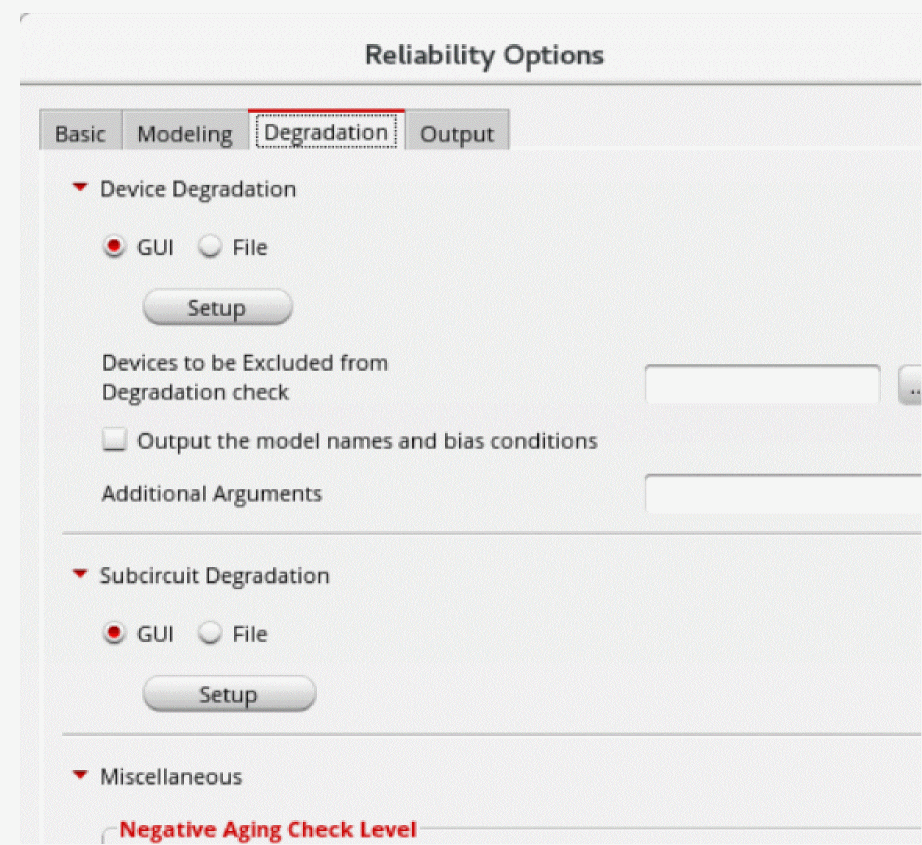 Reliability Options
Basic Modeling Degradation Output
Device Degradation
GUI File
Setup
Devices to be Excluded from
Degradation check
...
Output the model names and bias conditions
Additional Arguments
Subcircuit Degradation
GUI File
Setup
Miscellaneous
Negative Aging Check Level